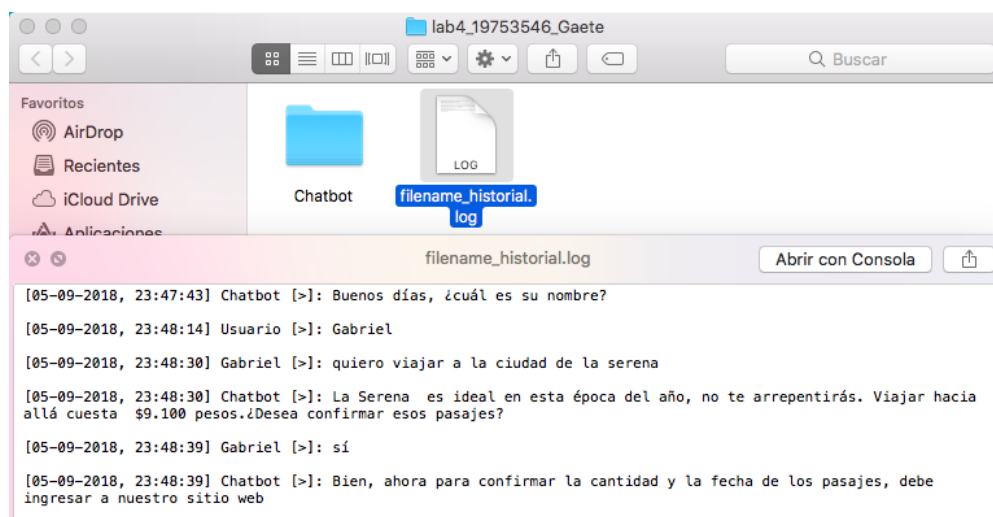 lab4_19753546_Gaete
Buscar
Favoritos
AirDrop
Recientes
iCloud Drive
Aplicaciones
LOG
Chatbot
filename_historial.
log
filename_historial.log
Abrir con Consola
[05-09-2018, 23:47:43] Chatbot [>]: Buenos días, ¿cuál es su nombre?
[05-09-2018, 23:48:14] Usuario [>]: Gabriel
[05-09-2018, 23:48:30] Gabriel [>]: quiero viajar a la ciudad de la serena
[05-09-2018, 23:48:30] Chatbot [>]: La Serena  es ideal en esta época del año, no te arrepentirás. Viajar hacia
allá cuesta  $9.100 pesos.¿Desea confirmar esos pasajes?
[05-09-2018, 23:48:39] Gabriel [>]: sí
[05-09-2018, 23:48:39] Chatbot [>]: Bien, ahora para confirmar la cantidad y la fecha de los pasajes, debe
ingresar a nuestro sitio web